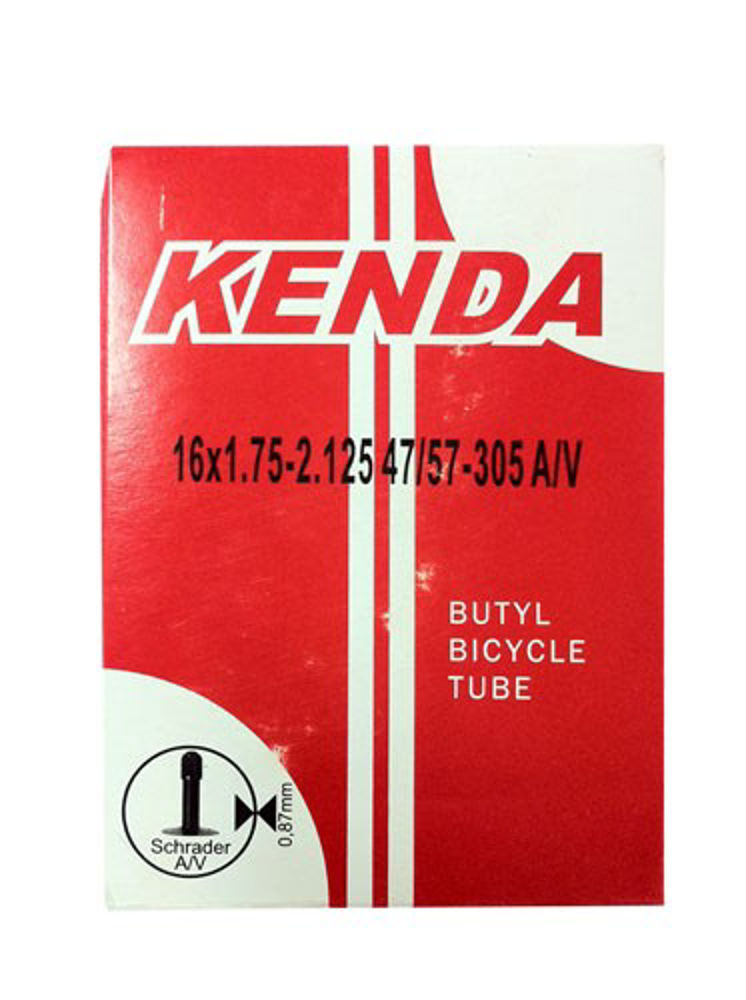 KENDA
16x1.75-2.125 47/57-305 A/V
BUTYL
BICYCLE
TUBE
Schrader
A/V
0,87mm